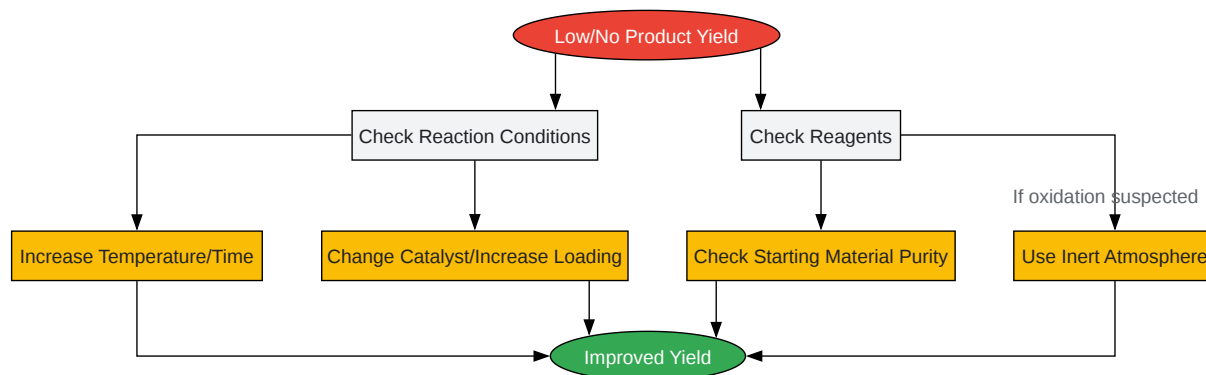 Low/No Product Yield
Check Reaction Conditions
Check Reagents
If oxidation suspected
Increase Temperature/Time
Change Catalyst/Increase Loading
Check Starting Material Purity
Use Inert Atmosphere
Improved Yield